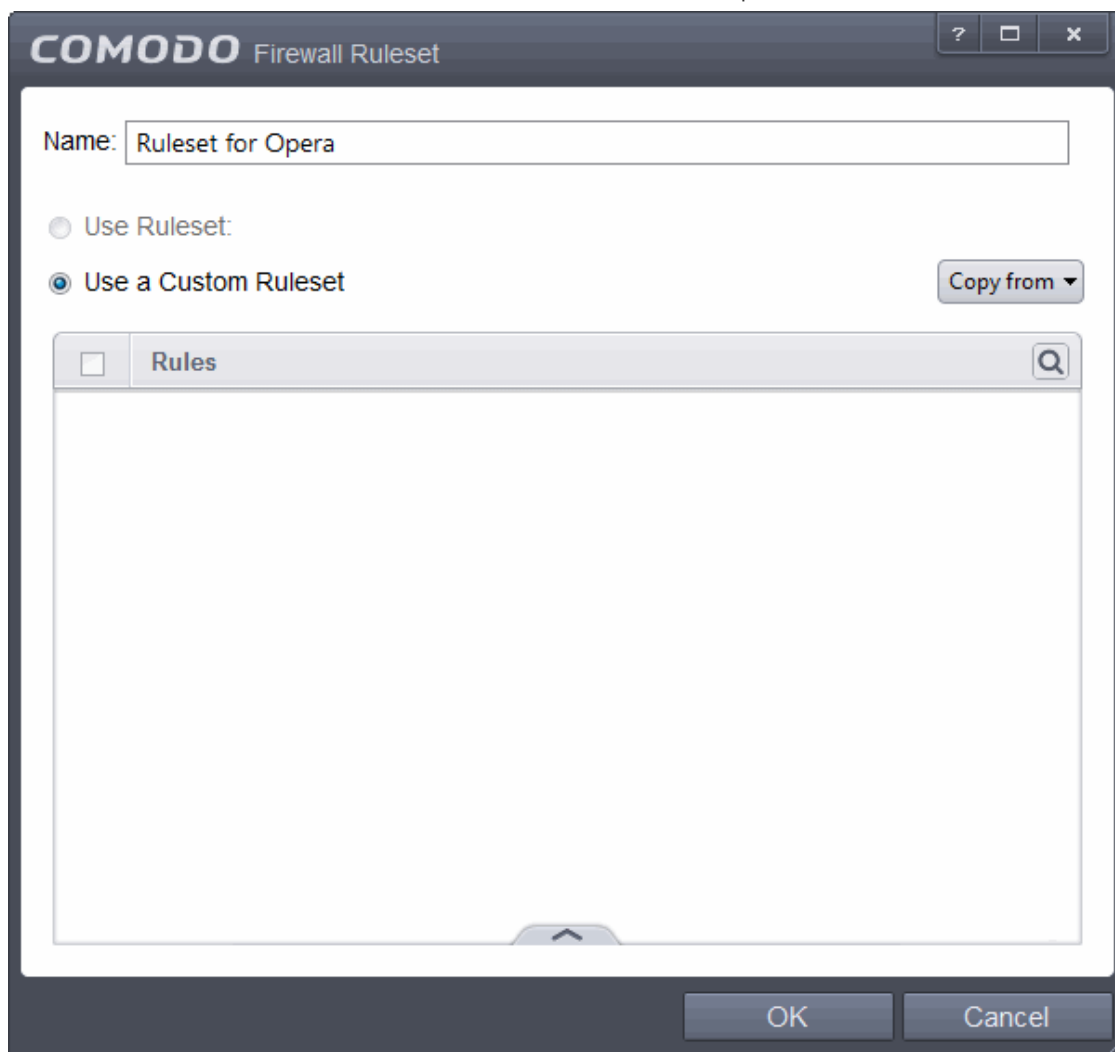 COMODO Firewall Ruleset ? x
Name: Ruleset for Opera
Use Ruleset:
Use a Custom Ruleset Copy from
Rules
OK Cancel